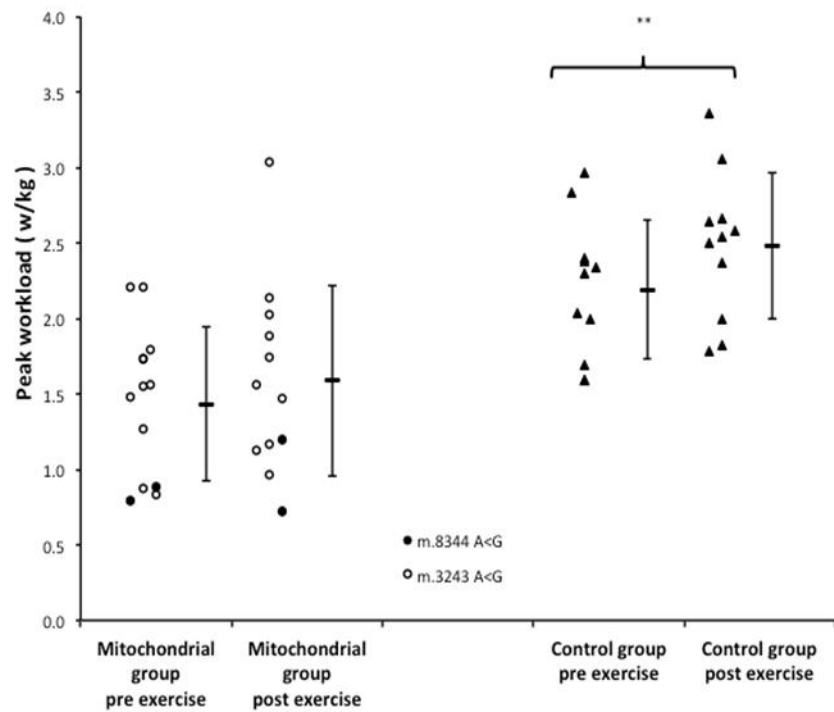 **
4.0
3.5
3.0
2.5
2.0
1.5
1.0
0.5
0.0
Peak workload ( w/kg)
m.8344 A<G
m.3243 A<G
Mitochondrial
group
pre exercise
Mitochondrial
group
post exercise
Control group
pre exercise
Control group
post exercise